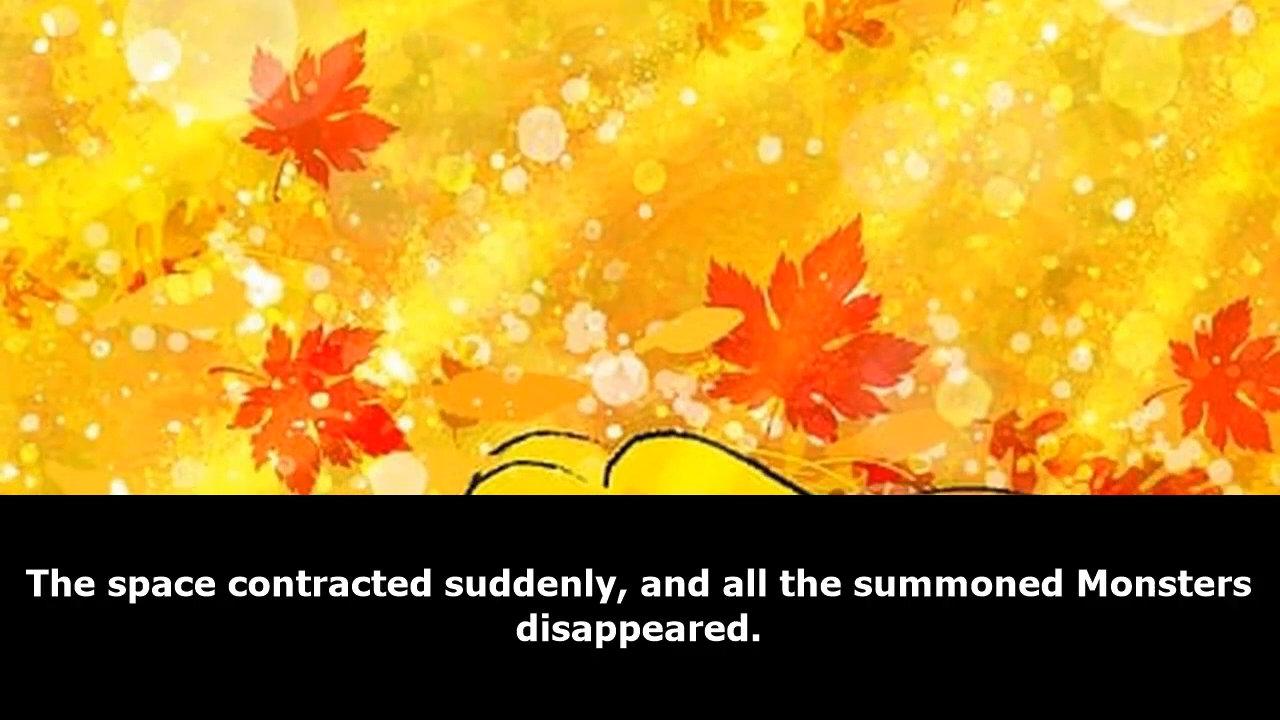 The space contracted suddenly, and all the summoned Monsters
disappeared.